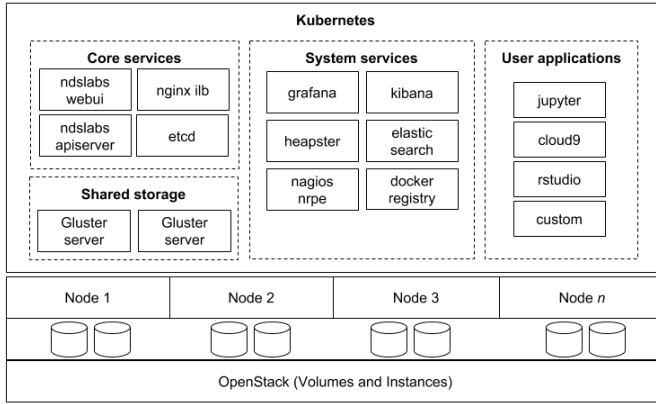 Kubernetes
Core services
ndslabs
webui
nginx ilb
ndslabs
apiserver
etcd
Shared storage
Gluster
server
Gluster
server
System services
grafana
kibana
heapster
elastic
search
nagios
nrpe
docker
registry
User applications
jupyter
cloud9
rstudio
custom
Node 1
Node 2
Node 3
Node n
OpenStack (Volumes and Instances)